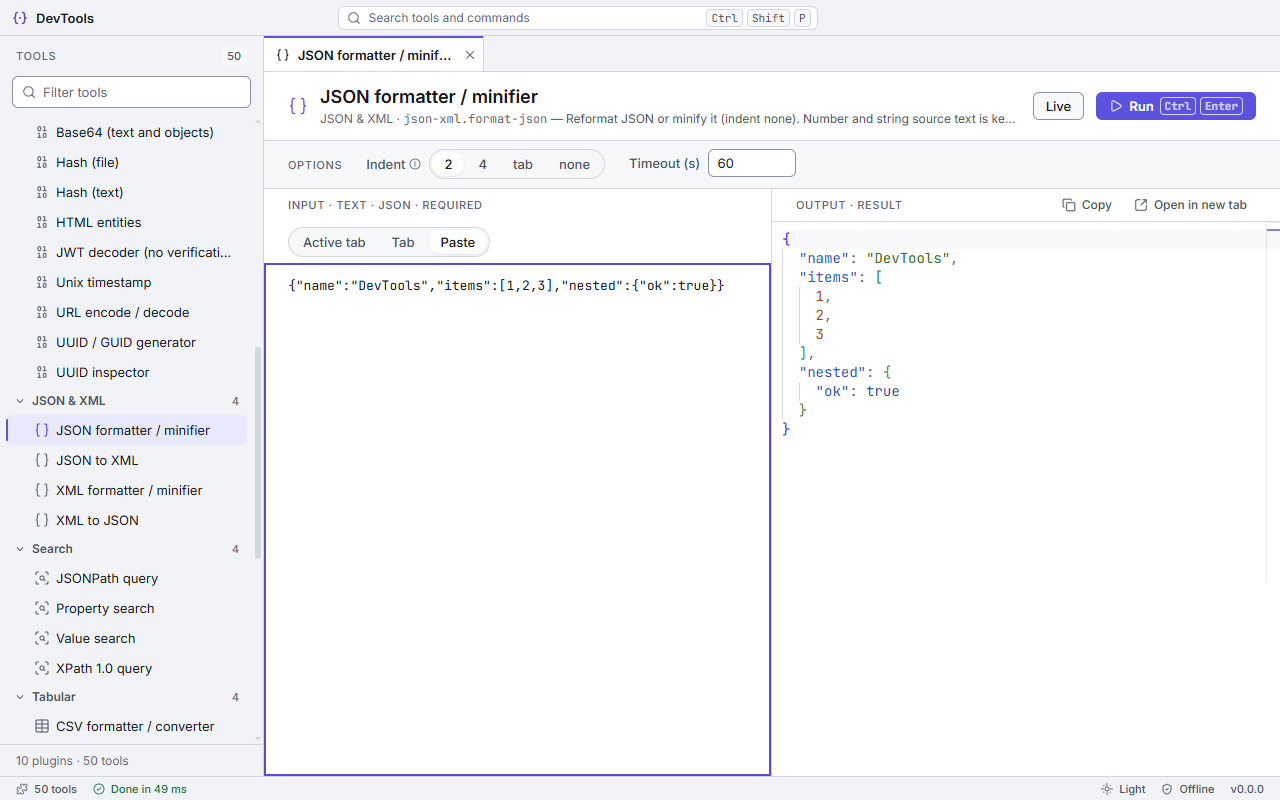 DevTools
Search tools and commands Ctrl Shift P
TOOLS 50
Filter tools
Base64 (text and objects)
Hash (file)
Hash (text)
HTML entities
JWT decoder (no verificati...
Unix timestamp
URL encode / decode
UUID / GUID generator
UUID inspector
JSON & XML 4
JSON formatter / minifier
JSON to XML
XML formatter / minifier
XML to JSON
Search 4
JSONPath query
Property search
Value search
XPath 1.0 query
Tabular 4
CSV formatter / converter
10 plugins · 50 tools
JSON formatter / minif...
JSON formatter / minifier
JSON & XML · json-xml.format-json — Reformat JSON or minify it (indent none). Number and string source text is ke...
Live
Run Ctrl Enter
OPTIONS Indent 2 4 tab none Timeout (s) 60
INPUT · TEXT · JSON · REQUIRED
Active tab Tab Paste
{"name":"DevTools","items":[1,2,3],"nested":{"ok":true}}
OUTPUT · RESULT Copy Open in new tab
{
"name": "DevTools",
"items": [
1,
2,
3
],
"nested": {
"ok": true
}
}
50 tools Done in 49 ms Light Offline v0.0.0